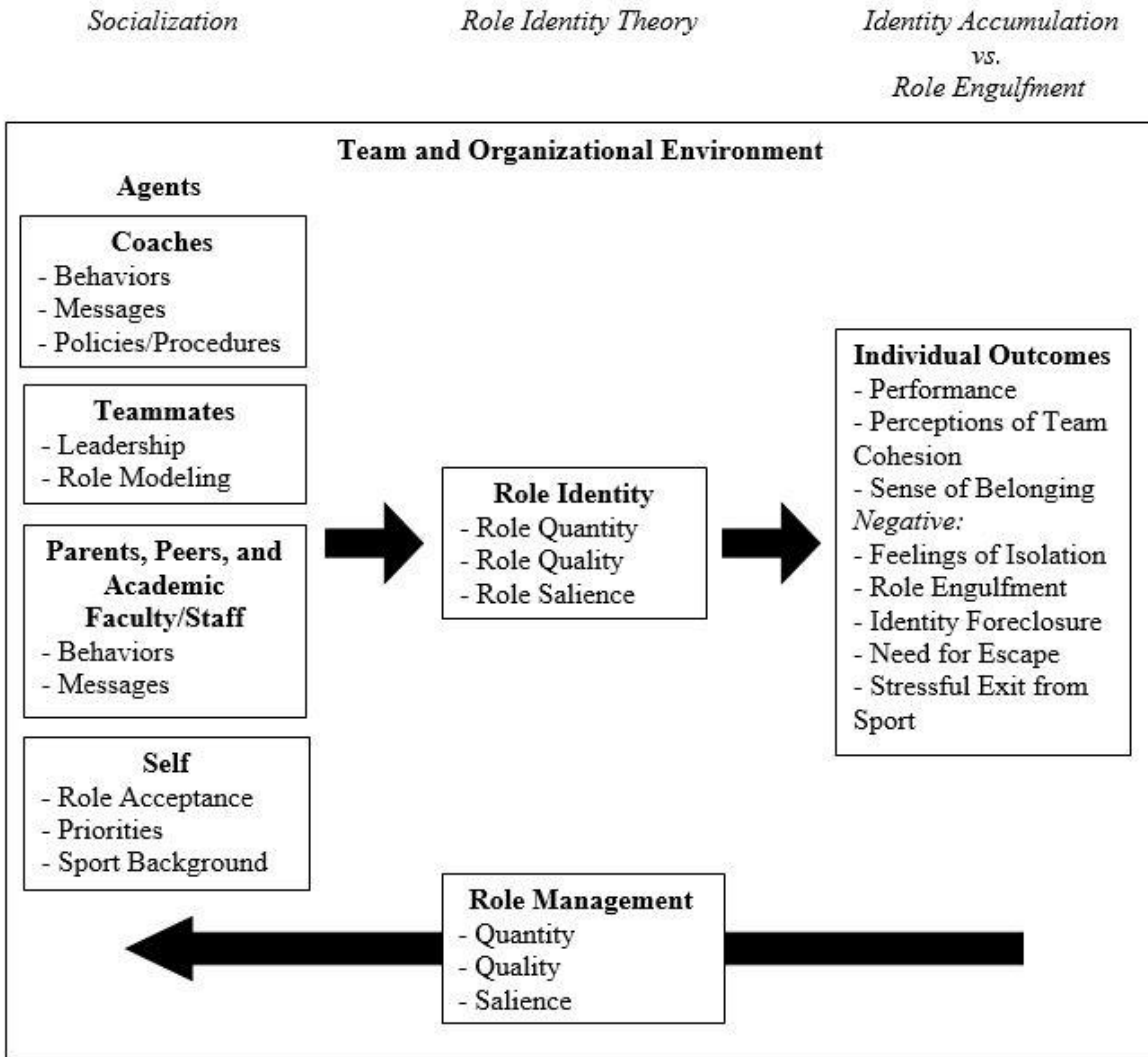 Socialization
Role Identity Theory
Identity Accumulation
vs.
Role Engulfment
Team and Organizational Environment
Agents
Coaches
- Behaviors
- Messages
- Policies/Procedures
Teammates
- Leadership
- Role Modeling
Parents, Peers, and
Academic
Faculty/Staff
- Behaviors
- Messages
Self
- Role Acceptance
- Priorities
- Sport Background
Role Identity
- Role Quantity
- Role Quality
- Role Salience
Individual Outcomes
- Performance
- Perceptions of Team
Cohesion
- Sense of Belonging
Negative:
- Feelings of Isolation
- Role Engulfment
- Identity Foreclosure
- Need for Escape
- Stressful Exit from
Sport
Role Management
- Quantity
- Quality
- Salience